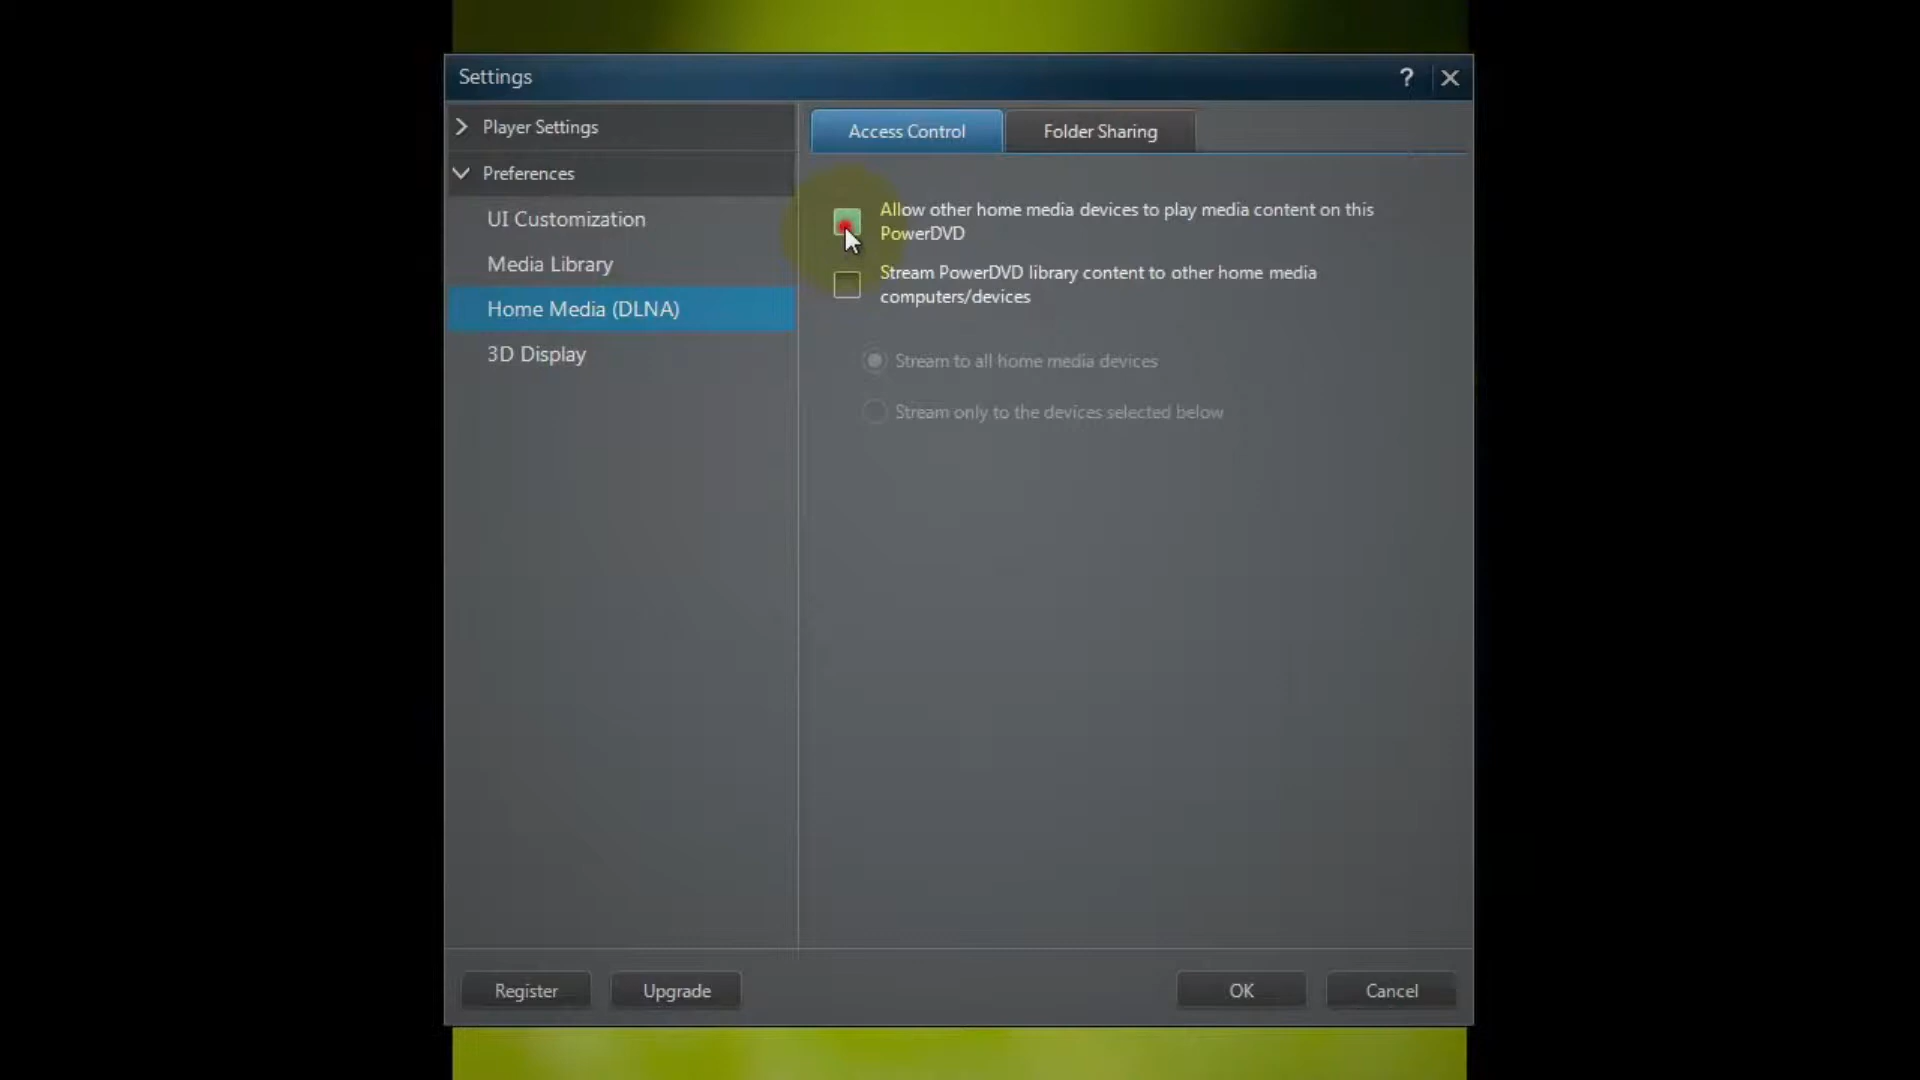 Settings
?
Player Settings
Preferences
UI Customization
Media Library
Home Media (DLNA)
3D Display
Access Control
Folder Sharing
Allow other home media devices to play media content on this
PowerDVD
Stream PowerDVD library content to other home media
computers/devices
Stream to all home media devices
Stream only to the devices selected below
Register
Upgrade
OK
Cancel